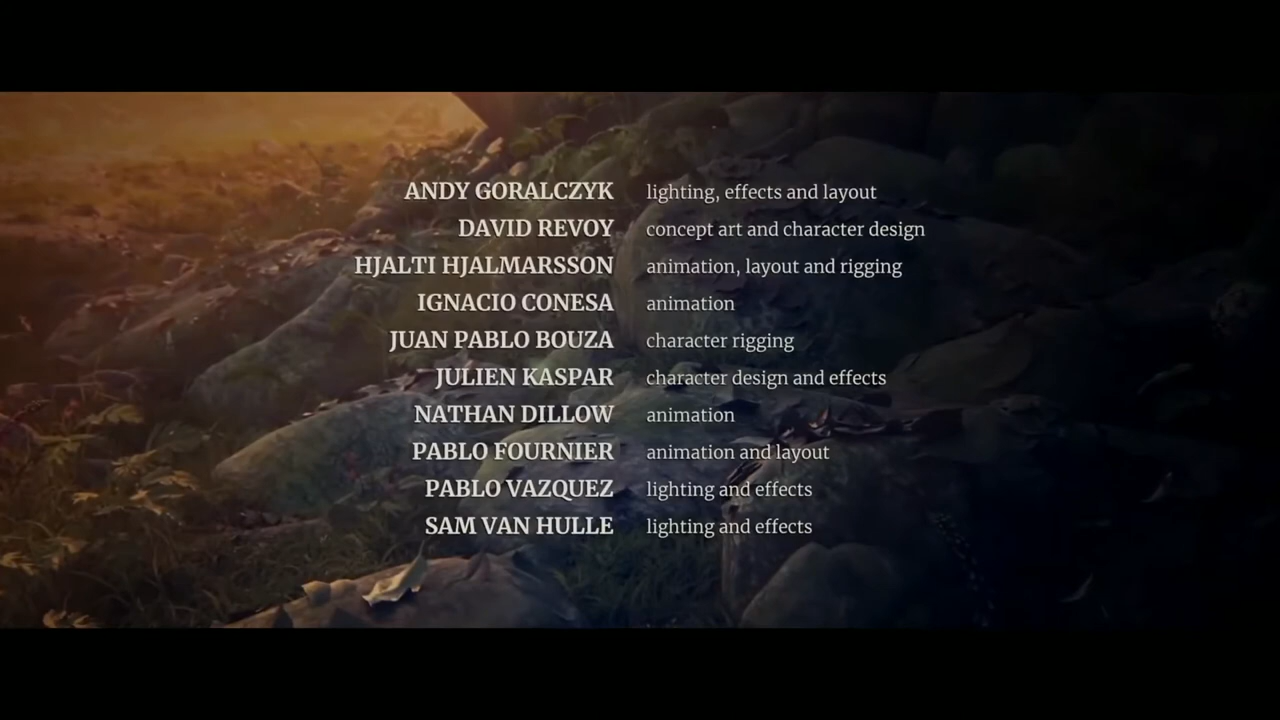 ANDY GORALCZYK lighting, effects and layout
DAVID REVOY concept art and character design
HJALTI HJALMARSSON animation, layout and rigging
IGNACIO CONESA animation
JUAN PABLO BOUZA character rigging
JULIEN KASPAR character design and effects
NATHAN DILLOW animation
PABLO FOURNIER animation and layout
PABLO VAZQUEZ lighting and effects
SAM VAN HULLE lighting and effects